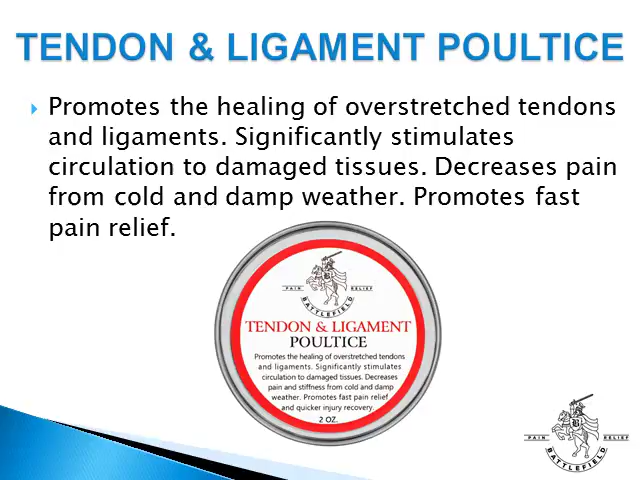 TENDON & LIGAMENT POULTICE
Promotes the healing of overstretched tendons
and ligaments. Significantly stimulates
circulation to damaged tissues. Decreases pain
from cold and damp weather. Promotes fast
pain relief.
PAIN RELIEF
BATTLEFIELD
TENDON & LIGAMENT
POULTICE
Promotes the healing of overstretched tendons
and ligaments. Significantly stimulates
circulation to damaged tissues. Decreases
pain and stiffness from cold and damp
weather. Promotes fast pain relief
and quicker injury recovery.
2 OZ.
B
PAIN RELIEF
BATTLEFIELD